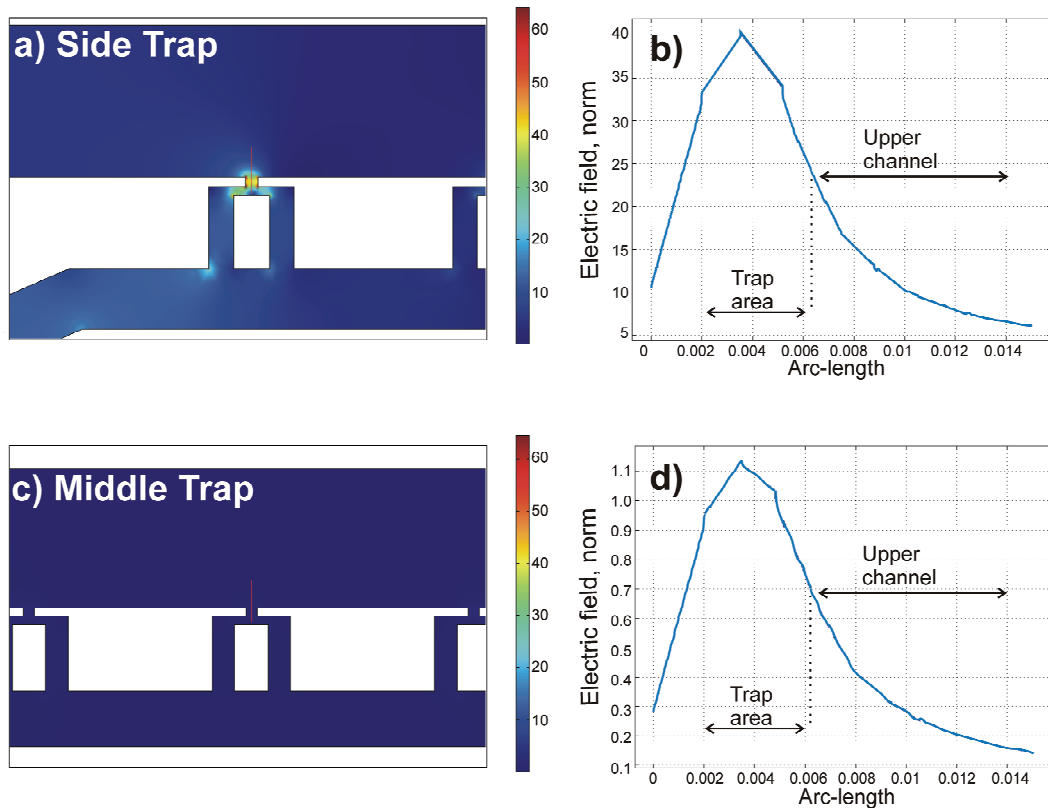 a) Side Trap
60
50
40
30
20
10
b)
Electric field, norm
40
35
30
25
20
15
10
5
Upper
channel
Trap
area
0 0.002 0.004 0.006 0.008 0.01 0.012 0.014
Arc-length
c) Middle Trap
60
50
40
30
20
10
d)
Electric field, norm
1.1
1.0
0.9
0.8
0.7
0.6
0.5
0.4
0.3
0.2
0.1
Upper
channel
Trap
area
0 0.002 0.004 0.006 0.008 0.01 0.012 0.014
Arc-length